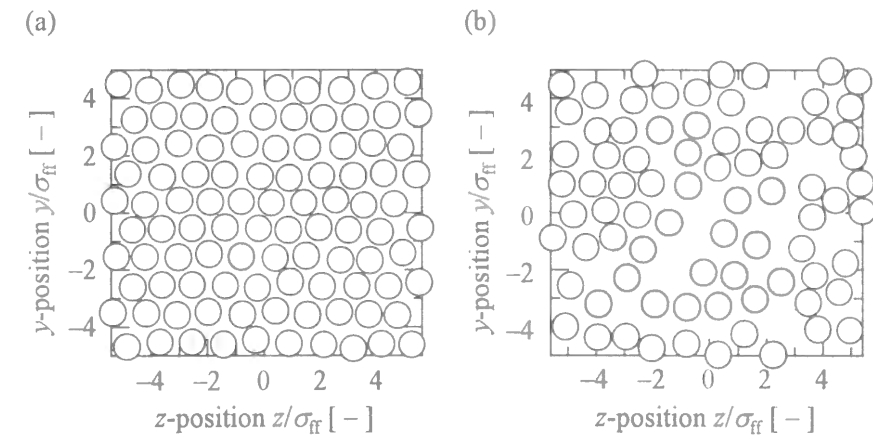 (a)
(b)
y-position y/σff [ – ]
4
2
0
−2
−4
−4 −2 0 2 4
z-position z/σff [ – ]
y-position y/σff [ – ]
4
2
0
−2
−4
−4 −2 0 2 4
z-position z/σff [ – ]